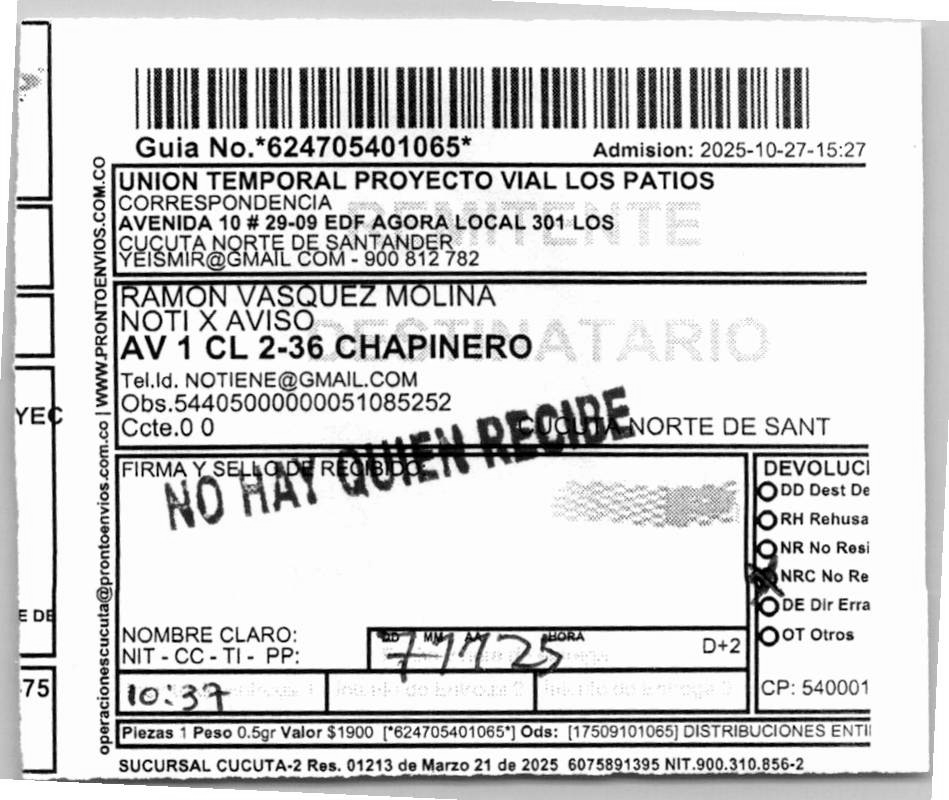 Guia No.*624705401065*
Admision: 2025-10-27-15:27
UNION TEMPORAL PROYECTO VIAL LOS PATIOS
CORRESPONDENCIA
REMITENTE
AVENIDA 10 # 29-09 EDF AGORA LOCAL 301 LOS
CUCUTA NORTE DE SANTANDER
YEISMIR@GMAIL COM - 900 812 782
RAMON VASQUEZ MOLINA
NOTI X AVISO
DESTINATARIO
AV 1 CL 2-36 CHAPINERO
Tel.Id. NOTIENE@GMAIL.COM
Obs.54405000000051085252
Ccte.0 0
CUCUTA NORTE DE SANT
NO HAY QUIEN RECIBE
FIRMA Y SELLO DE RECIBIDO
DEVOLUCI
DD Dest De
RH Rehusa
NR No Resi
NRC No Re
DE Dir Erra
OT Otros
NOMBRE CLARO:
NIT - CC - TI - PP:
DD MM AA HORA
7 11 25
D+2
10:37
CP: 540001
Piezas 1 Peso 0.5gr Valor $1900 [*624705401065*] Ods: [17509101065] DISTRIBUCIONES ENTI
SUCURSAL CUCUTA-2 Res. 01213 de Marzo 21 de 2025 6075891395 NIT.900.310.856-2
operacionescucuta@prontoenvios.com.co | WWW.PRONTOENVIOS.COM.CO
YEC
E DE
75